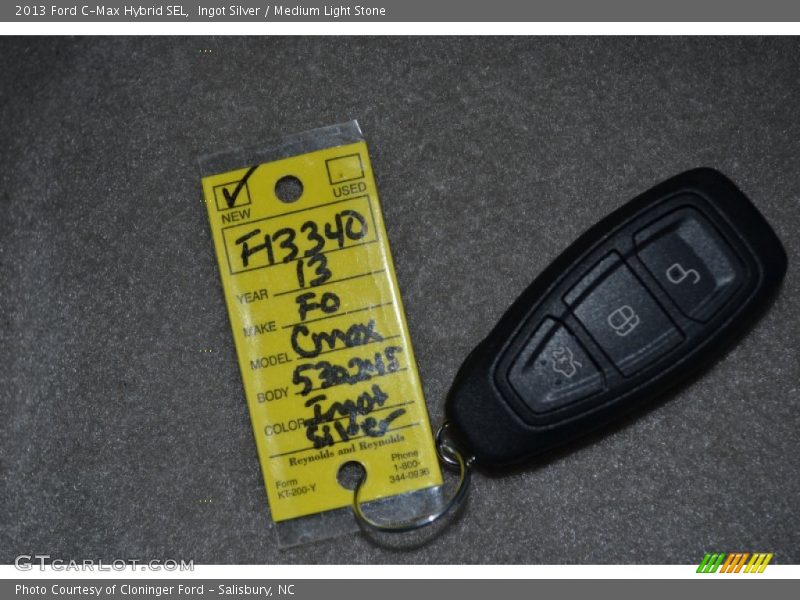 2013 Ford C-Max Hybrid SEL,  Ingot Silver / Medium Light Stone
NEW
USED
F13340
YEAR 13
MAKE FO
MODEL Cmax
BODY 530245
COLOR Ingot
Silver
Reynolds and Reynolds
Form
KT-200-Y
Phone
1-800-
344-0936
GTcarlot.com
Photo Courtesy of Cloninger Ford - Salisbury, NC